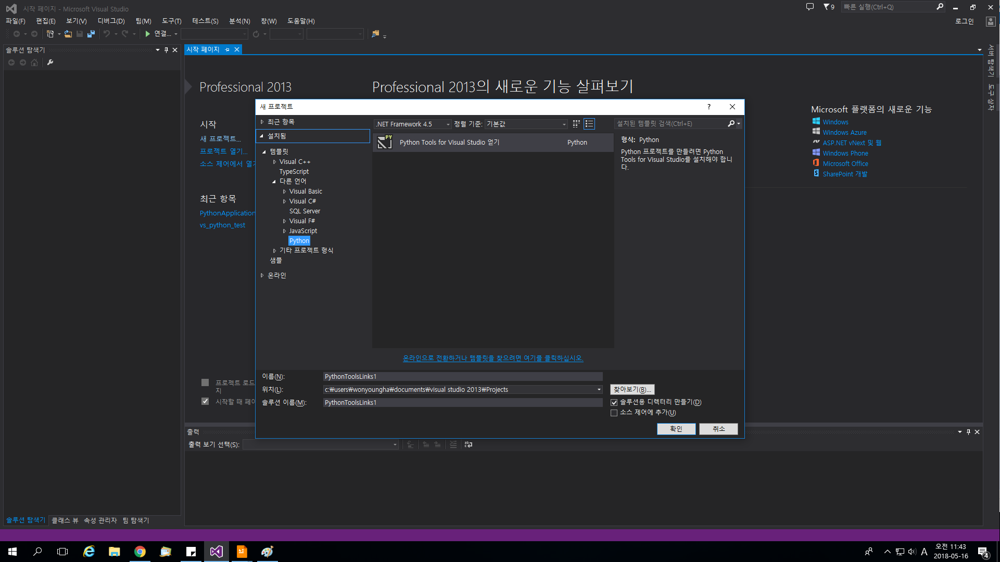 시작 페이지 - Microsoft Visual Studio
9
빠른 실행(Ctrl+Q)
파일(F) 편집(E) 보기(V) 디버그(D) 팀(M) 도구(T) 테스트(S) 분석(N) 창(W) 도움말(H)
로그인
연결...
솔루션 탐색기
시작 페이지
서버 탐색기
도구 상자
Professional 2013
Professional 2013의 새로운 기능 살펴보기
시작
새 프로젝트...
프로젝트 열기...
소스 제어에서 열기
최근 항목
PythonApplication
vs_python_test
프로젝트 로드
지
시작할 때 페이
Microsoft 플랫폼의 새로운 기능
Windows
Windows Azure
ASP.NET vNext 및 웹
Windows Phone
Microsoft Office
SharePoint 개발
새 프로젝트
?
최근 항목
설치됨
템플릿
Visual C++
TypeScript
다른 언어
Visual Basic
Visual C#
SQL Server
Visual F#
JavaScript
Python
기타 프로젝트 형식
샘플
온라인
.NET Framework 4.5 정렬 기준: 기본값
설치된 템플릿 검색(Ctrl+E)
PY
Python Tools for Visual Studio 얻기 Python
형식: Python
Python 프로젝트를 만들려면 Python
Tools for Visual Studio를 설치해야 합니
다.
온라인으로 전환하거나 템플릿을 찾으려면 여기를 클릭하십시오.
이름(N): PythonToolsLinks1
위치(L): c:₩users₩wonyoungha₩documents₩visual studio 2013₩Projects
찾아보기(B)...
솔루션 이름(M): PythonToolsLinks1
솔루션용 디렉터리 만들기(D)
소스 제어에 추가(U)
확인 취소
출력
출력 보기 선택(S):
솔루션 탐색기 클래스 뷰 속성 관리자 팀 탐색기
A
오전 11:43
2018-05-16
4